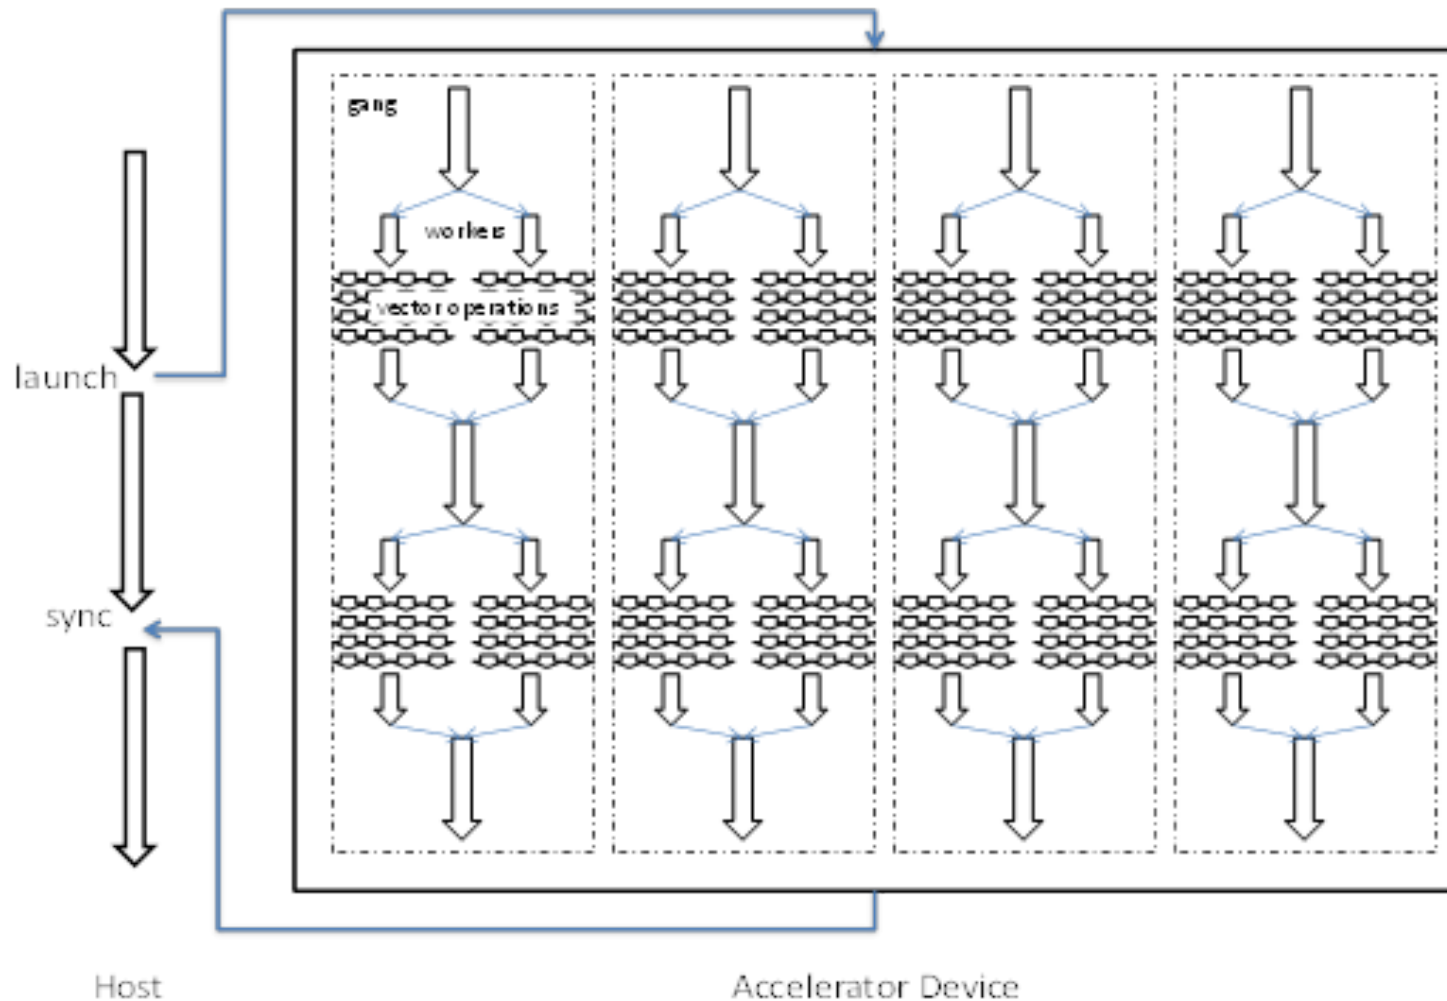 gang
workers
vector operations
launch
sync
Host
Accelerator Device